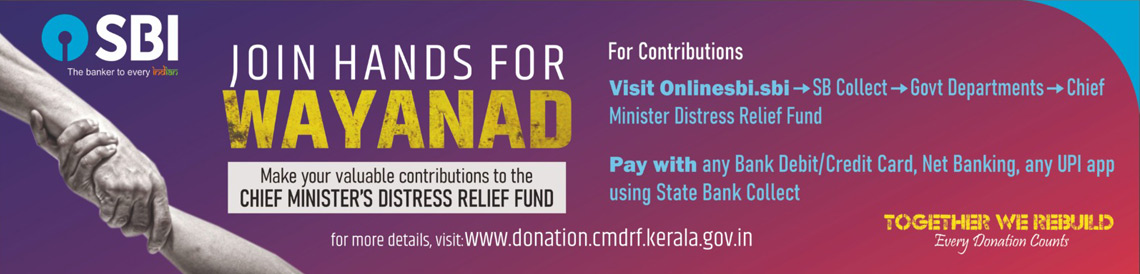 SBI
The banker to every Indian
JOIN HANDS FOR
WAYANAD
Make your valuable contributions to the
CHIEF MINISTER'S DISTRESS RELIEF FUND
for more details, visit:www.donation.cmdrf.kerala.gov.in
For Contributions
Visit Onlinesbi.sbi→SB Collect→Govt Departments→Chief
Minister Distress Relief Fund
Pay with any Bank Debit/Credit Card, Net Banking, any UPI app
using State Bank Collect
TOGETHER WE REBUILD
Every Donation Counts